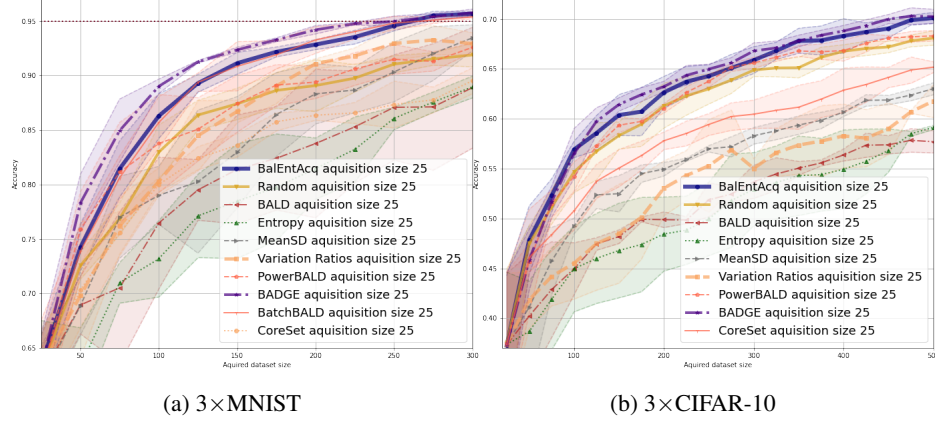 0.95
0.90
0.85
0.80
0.75
0.70
0.65
Accuracy
50
100
150
200
250
300
Aquired dataset size
BalEntAcq aquisition size 25
Random aquisition size 25
BALD aquisition size 25
Entropy aquisition size 25
MeanSD aquisition size 25
Variation Ratios aquisition size 25
PowerBALD aquisition size 25
BADGE aquisition size 25
BatchBALD aquisition size 25
CoreSet aquisition size 25
(a) 3×MNIST
0.70
0.65
0.60
0.55
0.50
0.45
0.40
Accuracy
100
200
300
400
500
Aquired dataset size
BalEntAcq aquisition size 25
Random aquisition size 25
BALD aquisition size 25
Entropy aquisition size 25
MeanSD aquisition size 25
Variation Ratios aquisition size 25
PowerBALD aquisition size 25
BADGE aquisition size 25
CoreSet aquisition size 25
(b) 3×CIFAR-10